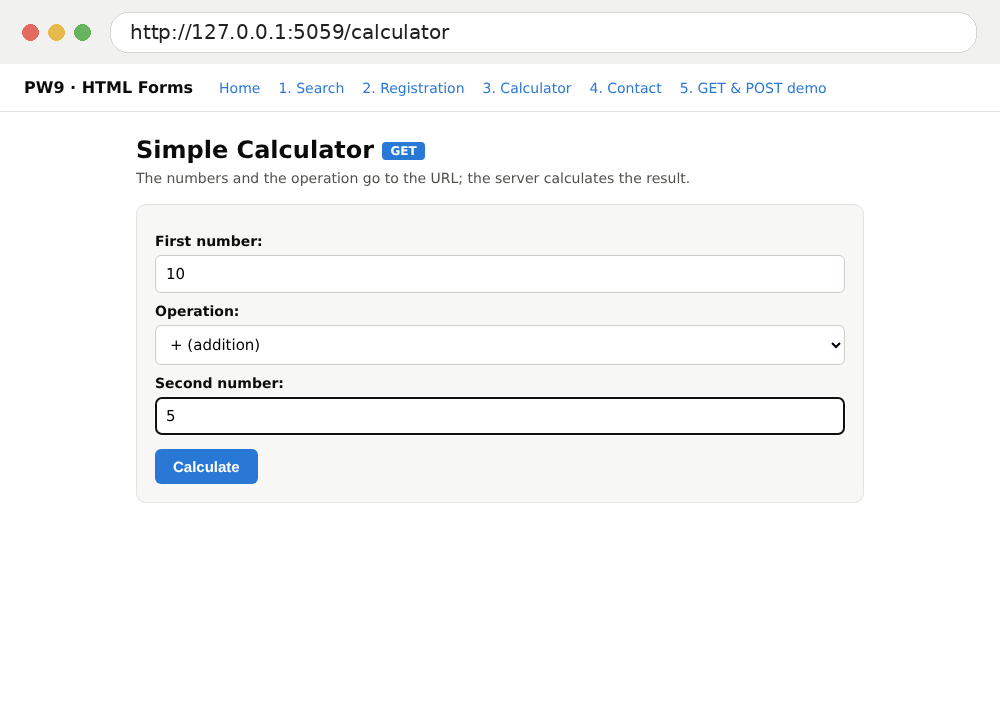 http://127.0.0.1:5059/calculator
PW9 · HTML Forms Home 1. Search 2. Registration 3. Calculator 4. Contact 5. GET & POST demo
Simple Calculator GET
The numbers and the operation go to the URL; the server calculates the result.
First number:
10
Operation:
+ (addition)
Second number:
5
Calculate